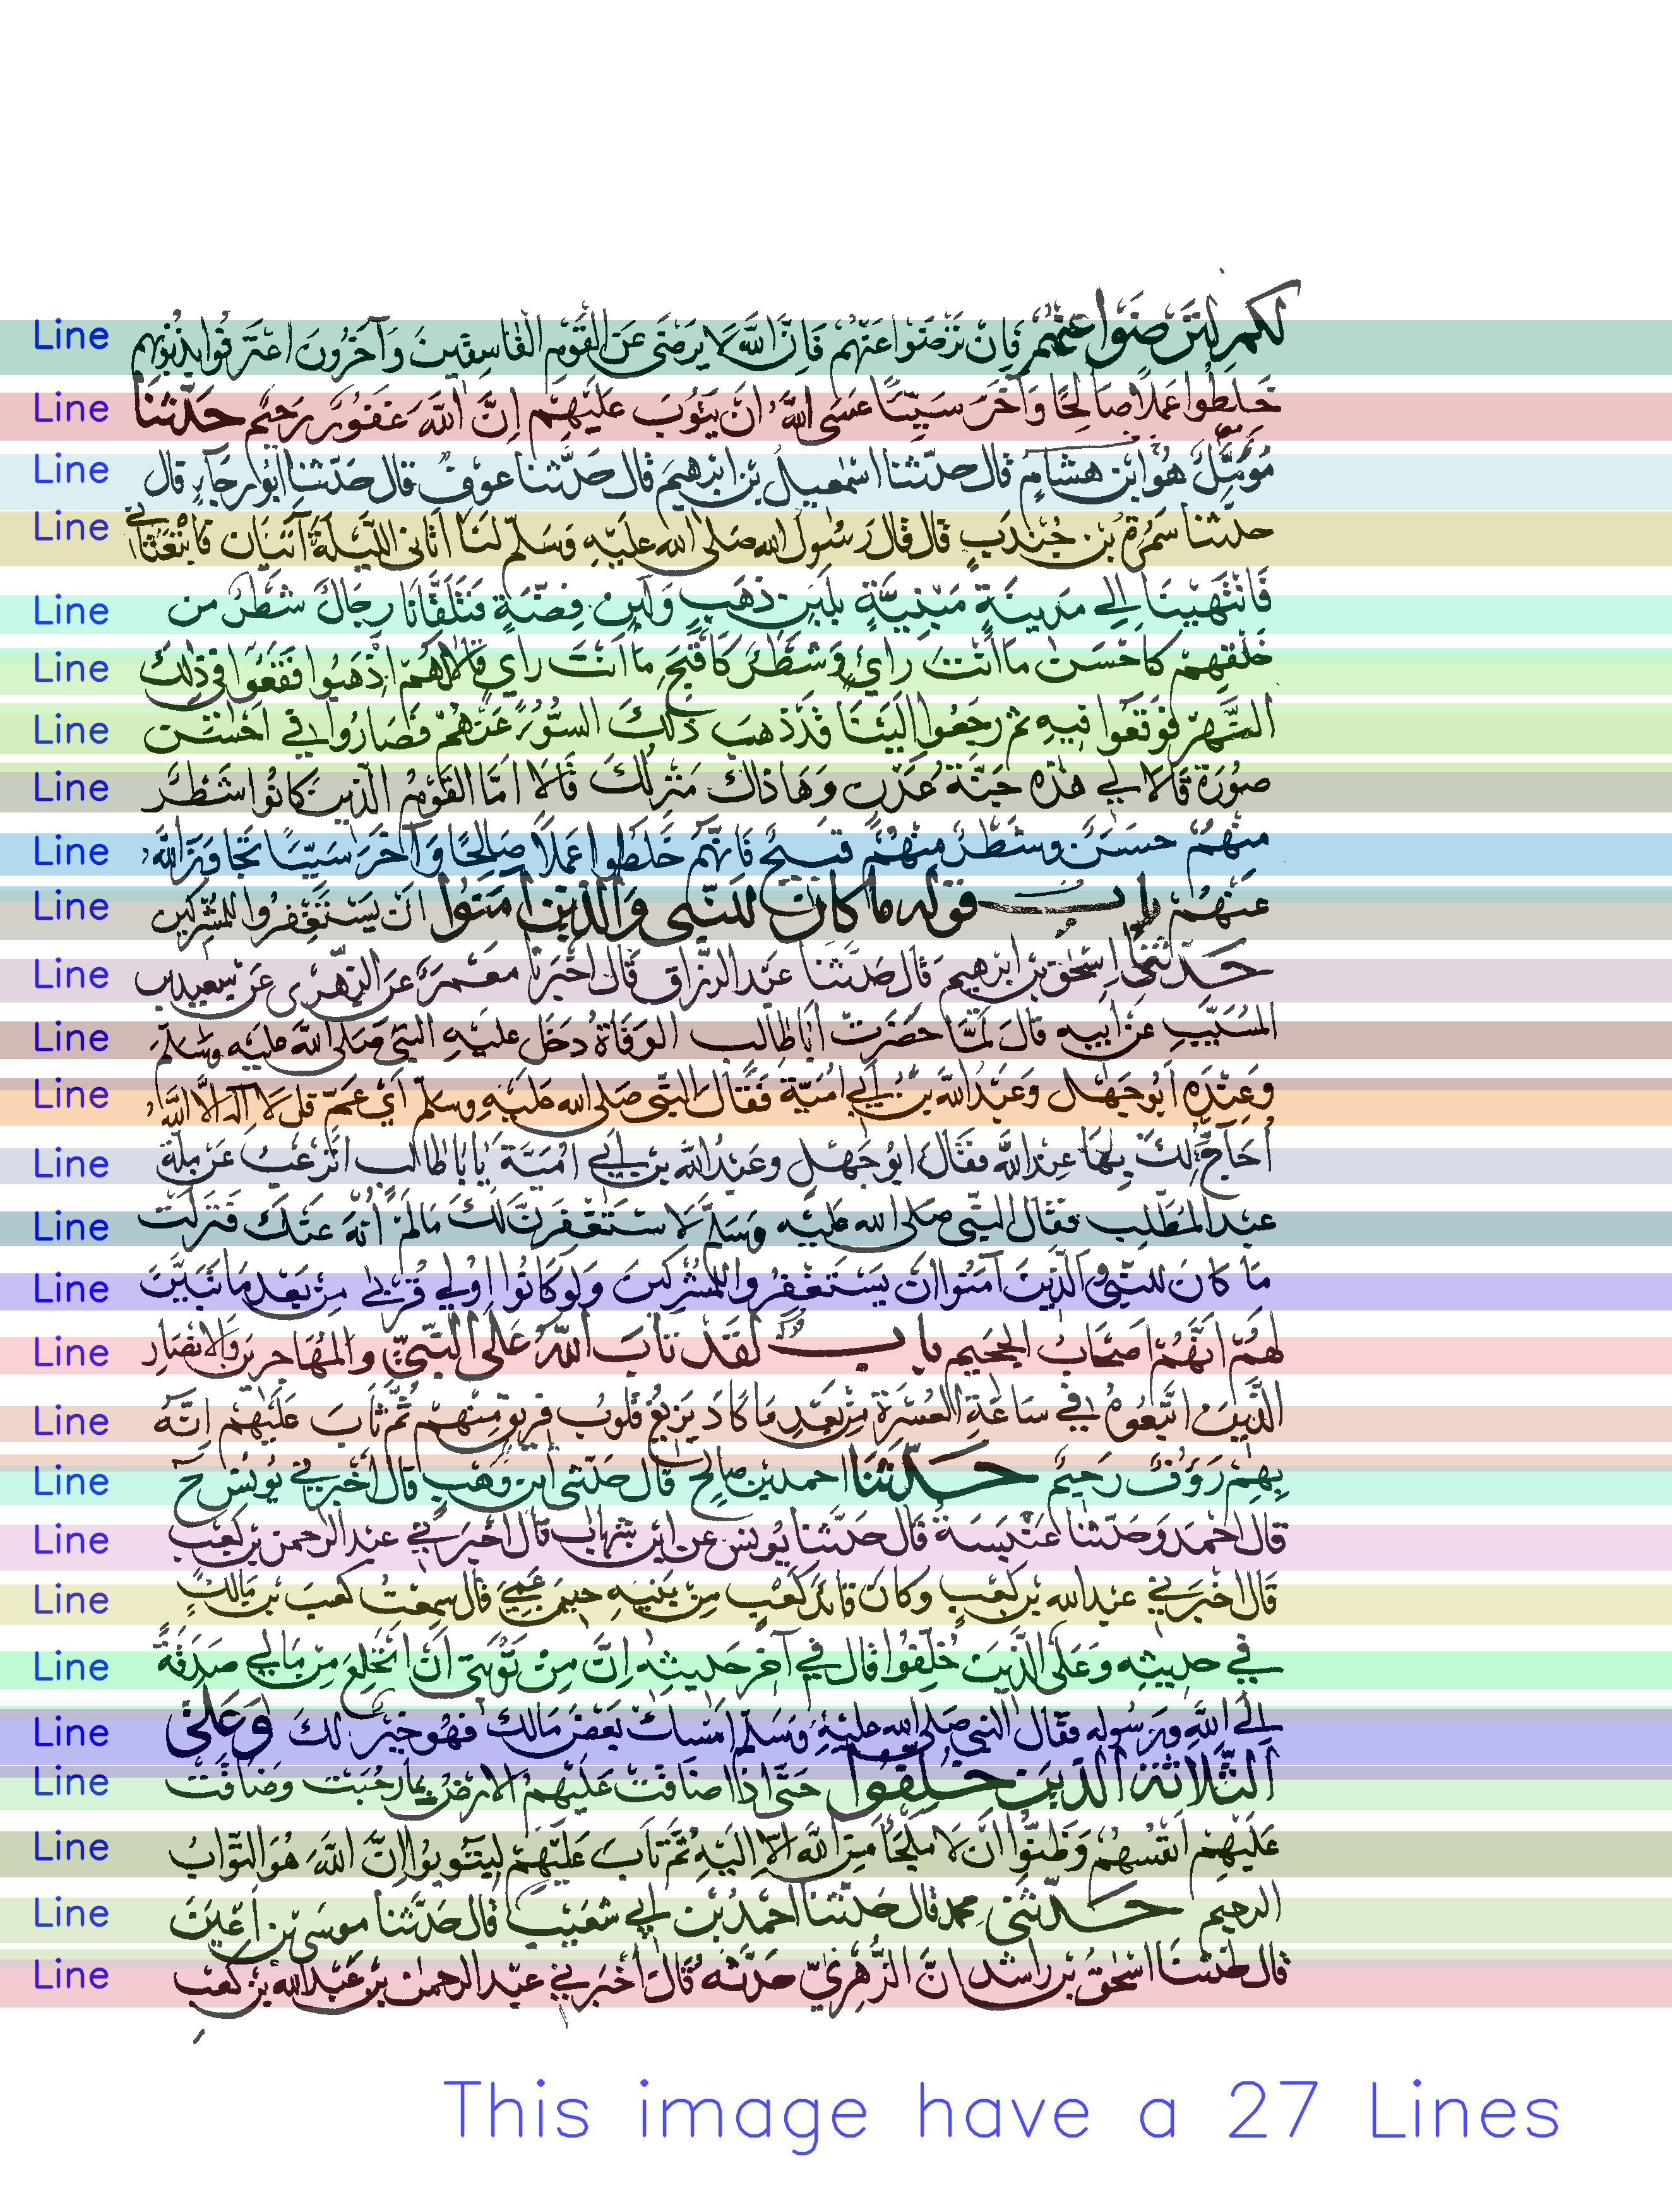 Line لكم لترضوا عنهم فان ترضوا عنهم فان الله لا يرضى عن القوم الفاسقين وآخرون اعترفوا بذنوبهم
Line خلطوا عملا صالحا وآخر سيئا عسى الله ان يتوب عليهم ان الله غفور رحيم حدثنا
Line مؤمل هو ابن هشام قال حدثنا اسمعيل بن ابرهيم قال حدثنا عوف قال حدثنا ابو رجاء قال
Line حدثنا سمرة بن جندب قال قال رسول الله صلى الله عليه وسلم لنا اتانى الليلة آتيان فابتعثانى
Line فانتهينا الى مدينة مبنية بلبن ذهب ولبن فضة فتلقانا رجال شطر من
Line خلقهم كاحسن ما انت راي وشطر كاقبح ما انت راي قالا لهم اذهبوا فقعوا في ذلك
Line النهر فوقعوا فيه ثم رجعوا الينا قد ذهب ذلك السوء عنهم فصاروا في احسن
Line صورة قالا لي هذه جنة عدن وهاذاك منزلك قالا اما القوم الذين كانوا شطر
Line منهم حسن وشطر منهم قبيح فانهم خلطوا عملا صالحا وآخر سيئا تجاوز الله
Line عنهم باب قوله ما كان للنبي والذين آمنوا ان يستغفروا للمشركين
Line حدثنى اسحق بن ابرهيم قال حدثنا عبد الرزاق قال اخبرنا معمر عن الزهرى عن سعيد بن
Line المسيب عن ابيه قال لما حضرت ابا طالب الوفاة دخل عليه النبي صلى الله عليه وسلم
Line وعنده ابو جهل وعبد الله بن ابي امية فقال النبي صلى الله عليه وسلم اي عم قل لا اله الا الله
Line احاج لك بها عند الله فقال ابو جهل وعبد الله بن ابي امية يا با طالب اترغب عن ملة
Line عبد المطلب فقال النبي صلى الله عليه وسلم لاستغفرن لك ما لم انه عنك فنزلت
Line ما كان للنبي والذين آمنوا ان يستغفروا للمشركين ولو كانوا اولي قربى من بعد ما تبين
Line لهم انهم اصحاب الجحيم باب لقد تاب الله على النبي والمهاجرين والانصار
Line الذين اتبعوه في ساعة العسرة من بعد ما كاد يزيغ قلوب فريق منهم ثم تاب عليهم انه
Line بهم رؤف رحيم حدثنا احمد بن صالح قال حدثنى ابن وهب قال اخبرني يونس ح
Line قال احمد وحدثنا عنبسة قال حدثنا يونس عن ابن شهاب قال اخبرني عبد الرحمن بن كعب
Line قال اخبرني عبد الله بن كعب وكان قائد كعب من بنيه حين عمي قال سمعت كعب بن مالك
Line في حديثه وعلى الذين خلفوا قال في آخر حديثه ان من توبتي ان انخلع من مالي صدقة
Line الى الله ورسوله فقال النبي صلى الله عليه وسلم امسك بعض مالك فهو خير لك وعلى
Line الثلاثة الذين خلفوا حتى اذا ضاقت عليهم الارض بما رحبت وضاقت
Line عليهم انفسهم وظنوا ان لا ملجأ من الله الا اليه ثم تاب عليهم ليتوبوا ان الله هو التواب
Line الرحيم حدثنى محمد قال حدثنا احمد بن ابي شعيب قال حدثنا موسى بن اعين
Line قال حدثنا اسحق بن راشد ان الزهري حدثه قال اخبرني عبد الرحمن بن عبد الله بن كعب
This image have a 27 Lines